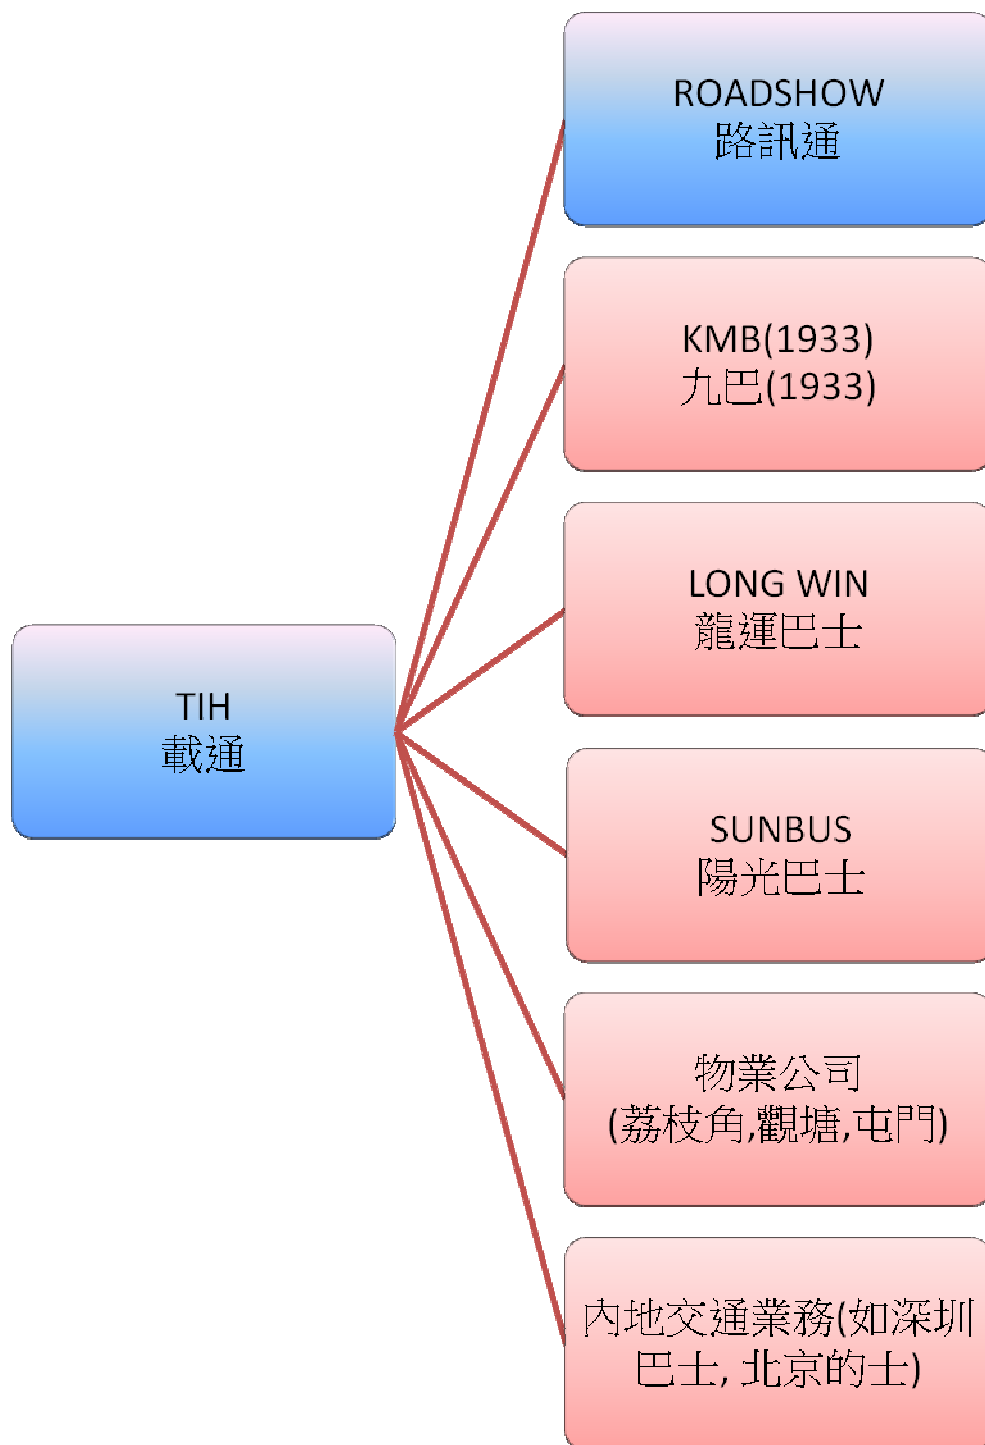 ROADSHOW
路訊通
KMB(1933)
九巴(1933)
LONG WIN
龍運巴士
TIH
載通
SUNBUS
陽光巴士
物業公司
(荔枝角,觀塘,屯門)
內地交通業務(如深圳
巴士, 北京的士)